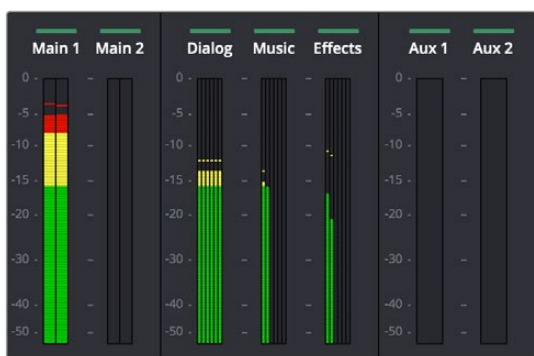 Main 1 Main 2 Dialog Music Effects Aux 1 Aux 2
0 - - 0 - - - 0 - -
-5 - - -5 - - - -5 - -
-10 - - -10 - - - -10 - -
-15 - - -15 - - - -15 - -
-20 - - -20 - - - -20 - -
-30 - - -30 - - - -30 - -
-40 - - -40 - - - -40 - -
-50 - - -50 - - - -50 - -